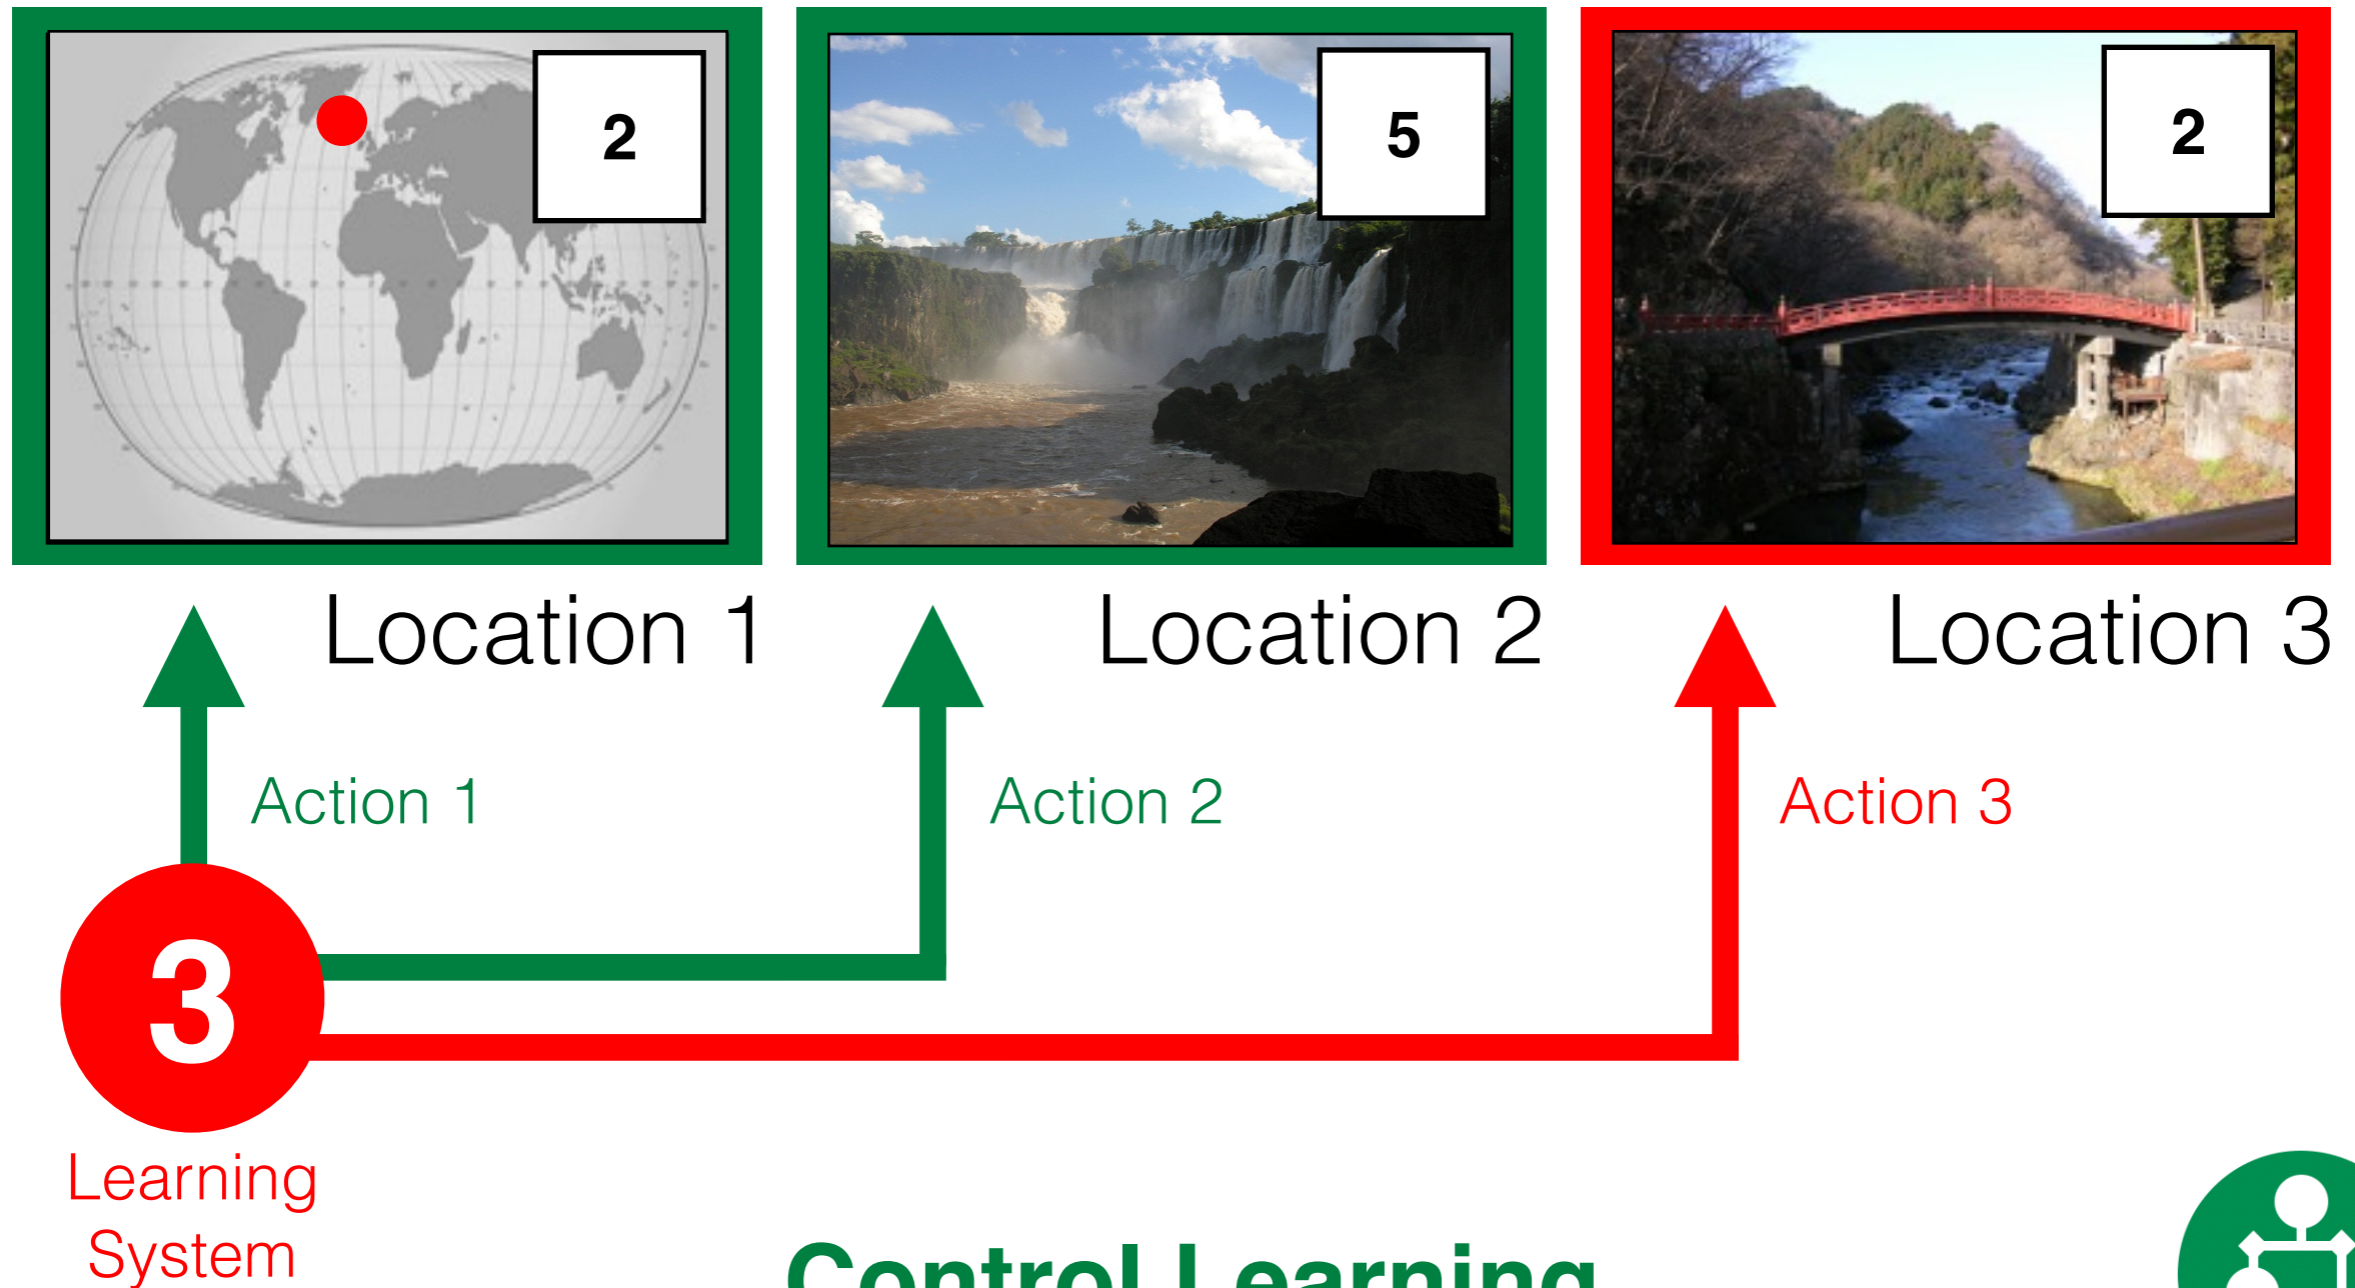 2
5
2
Location 1
Location 2
Location 3
Action 1
Action 2
Action 3
3
Learning
System
Control Learning